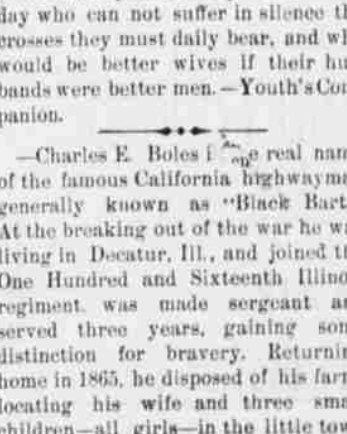 day who can not suffer in silence th
crosses they must daily bear, and wh
would be better wives if their hus
bands were better men.—Youth's Com
panion.
—Charles E. Boles i e real nam
of the famous California highwayma
generally known as "Black Bart
At the breaking out of the war he wa
living in Decatur, Ill., and joined th
One Hundred and Sixteenth Illino
regiment, was made sergeant an
served three years, gaining som
distinction for bravery. Returnin
home in 1865, he disposed of his farm
locating his wife and three sma
children—all girls—in the little tow